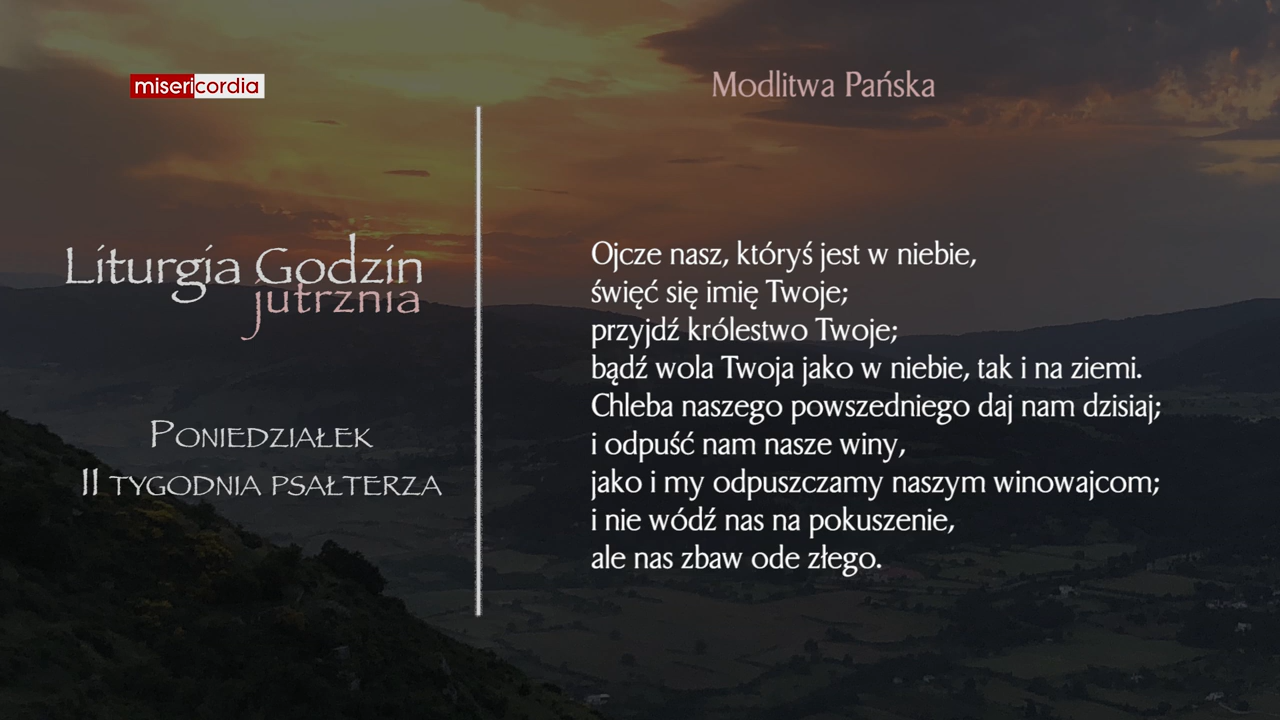 misericordia
Liturgia Godzin
jutrznia
Poniedziałek
II tygodnia psałterza
Modlitwa Pańska
Ojcze nasz, któryś jest w niebie,
święć się imię Twoje;
przyjdź królestwo Twoje;
bądź wola Twoja jako w niebie, tak i na ziemi.
Chleba naszego powszedniego daj nam dzisiaj;
i odpuść nam nasze winy,
jako i my odpuszczamy naszym winowajcom;
i nie wódź nas na pokuszenie,
ale nas zbaw ode złego.